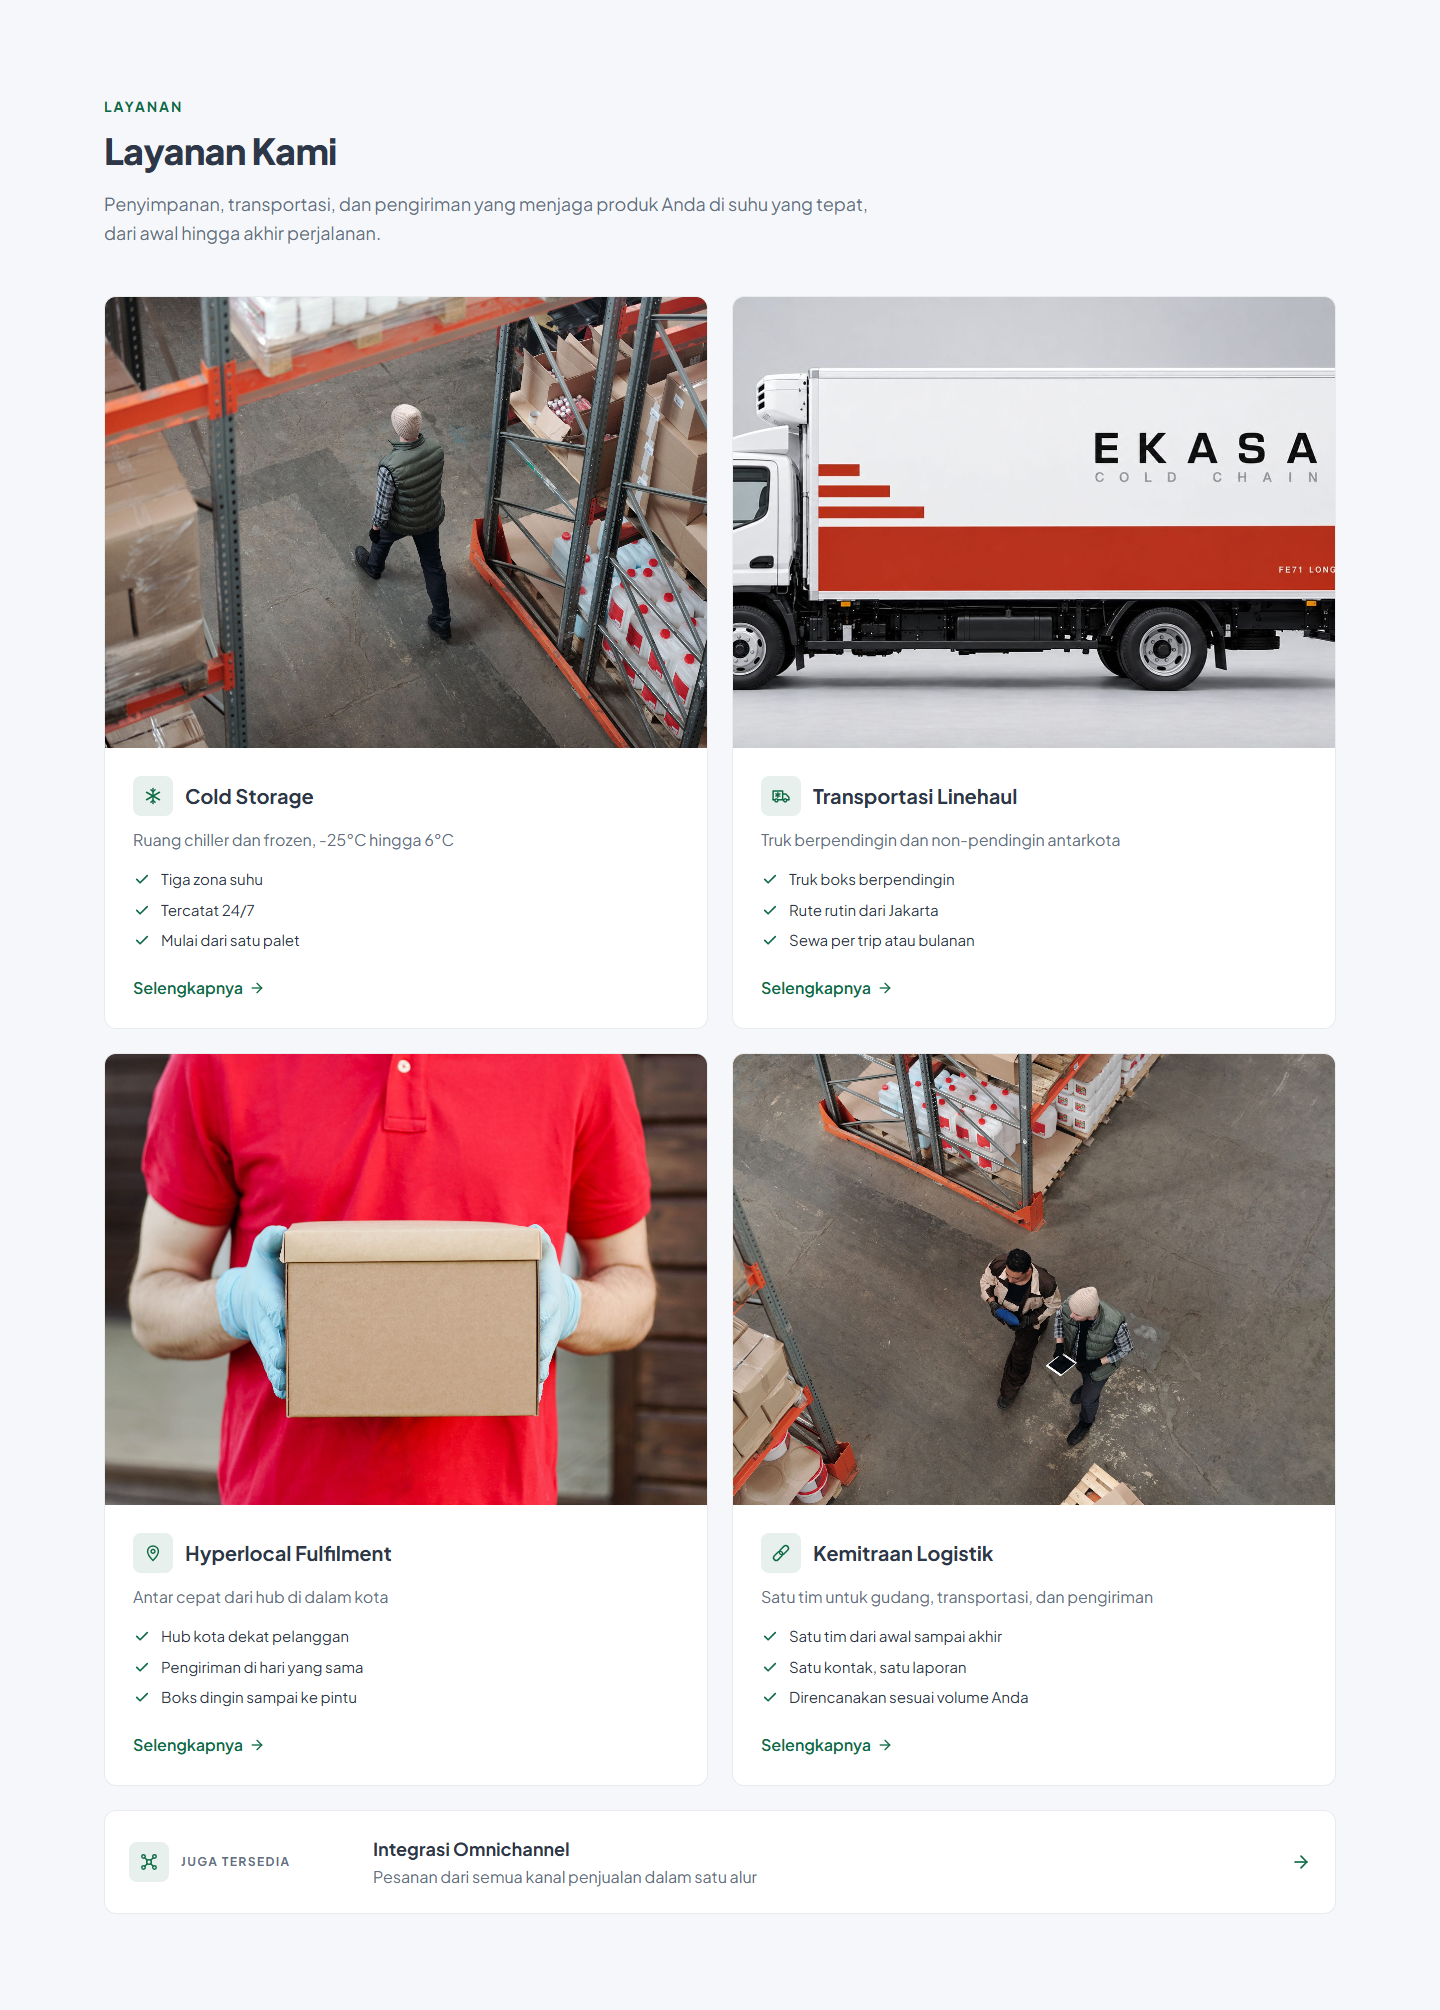 LAYANAN
Layanan Kami
Penyimpanan, transportasi, dan pengiriman yang menjaga produk Anda di suhu yang tepat,
dari awal hingga akhir perjalanan.
EKASA
COLD CHAIN
FE71 LONG
Cold Storage
Ruang chiller dan frozen, -25°C hingga 6°C
Tiga zona suhu
Tercatat 24/7
Mulai dari satu palet
Selengkapnya
Transportasi Linehaul
Truk berpendingin dan non-pendingin antarkota
Truk boks berpendingin
Rute rutin dari Jakarta
Sewa per trip atau bulanan
Selengkapnya
Hyperlocal Fulfilment
Antar cepat dari hub di dalam kota
Hub kota dekat pelanggan
Pengiriman di hari yang sama
Boks dingin sampai ke pintu
Selengkapnya
Kemitraan Logistik
Satu tim untuk gudang, transportasi, dan pengiriman
Satu tim dari awal sampai akhir
Satu kontak, satu laporan
Direncanakan sesuai volume Anda
Selengkapnya
JUGA TERSEDIA
Integrasi Omnichannel
Pesanan dari semua kanal penjualan dalam satu alur